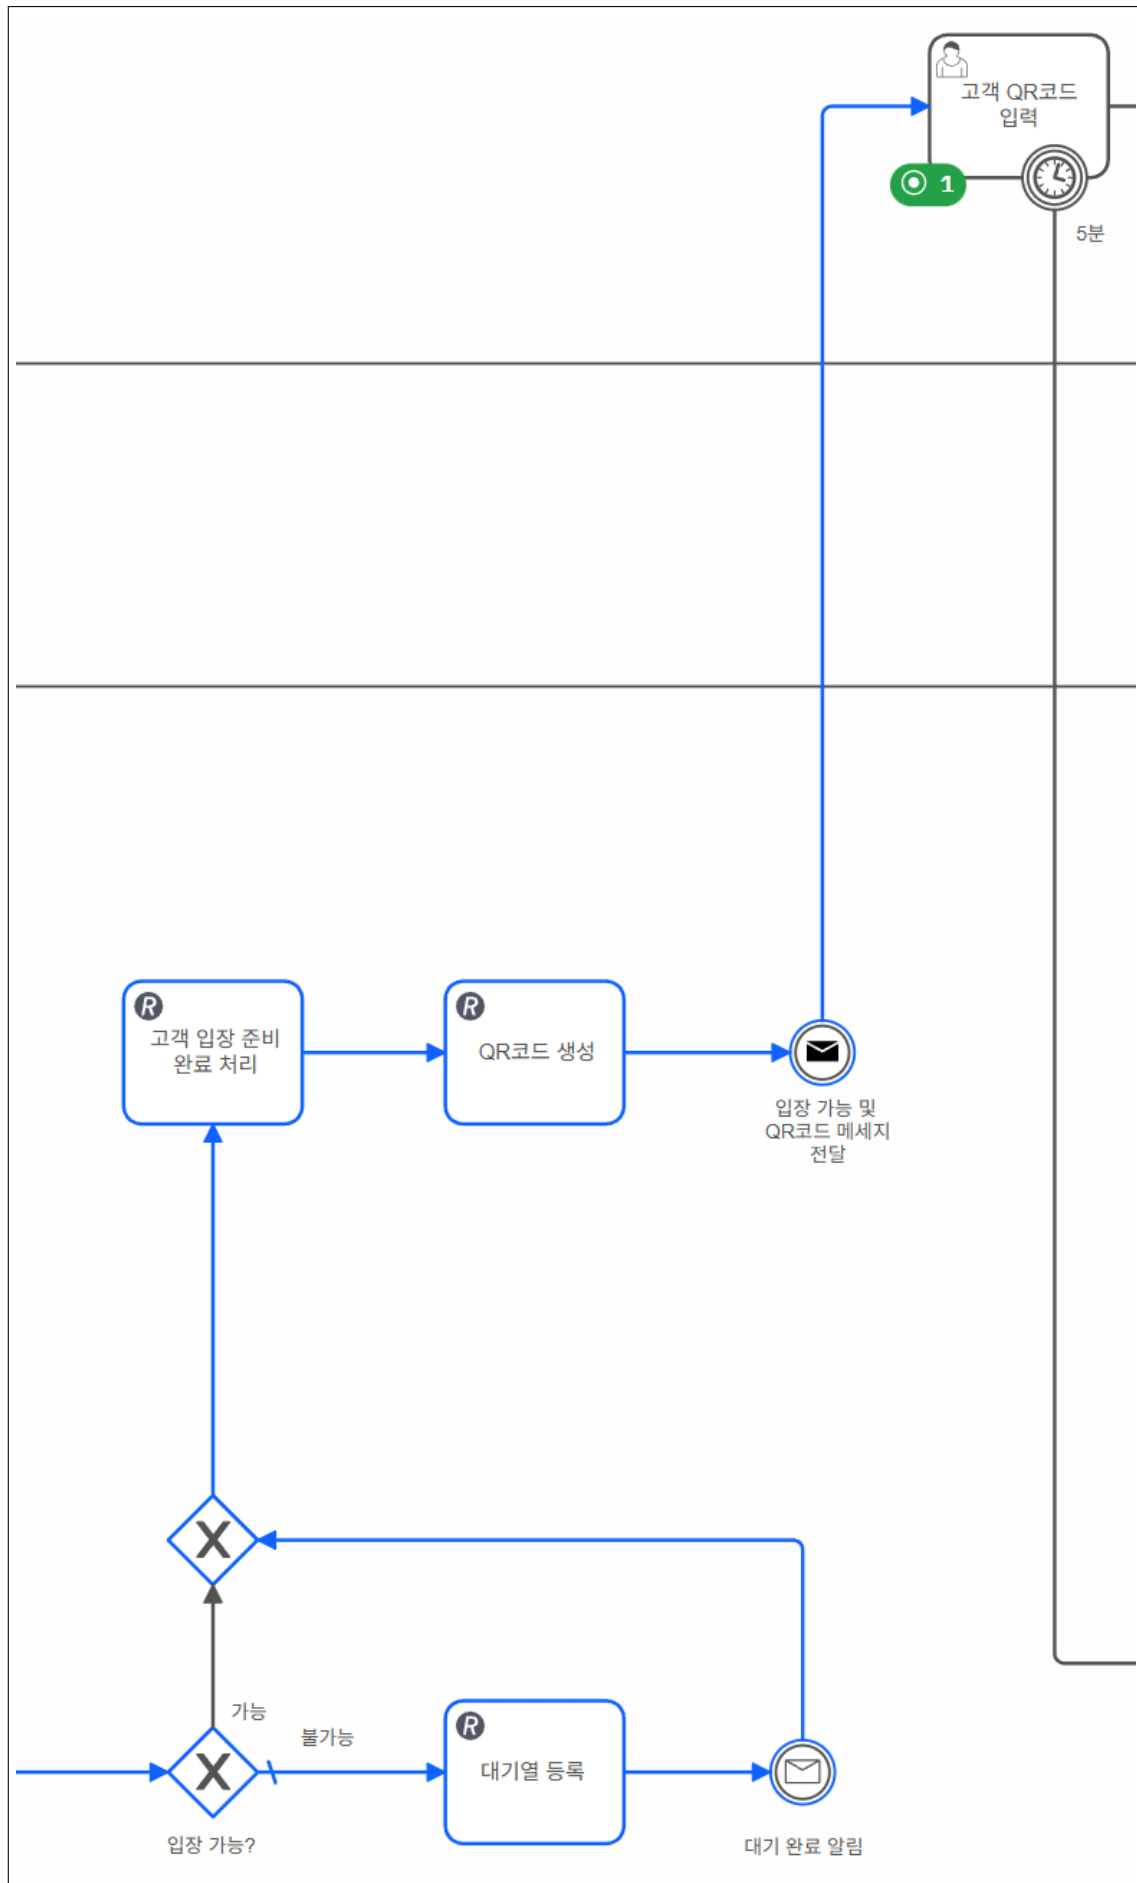 고객 QR코드
입력
1
5분
R
고객 입장 준비
완료 처리
R
QR코드 생성
입장 가능 및
QR코드 메세지
전달
X
가능
불가능
X
입장 가능?
R
대기열 등록
대기 완료 알림